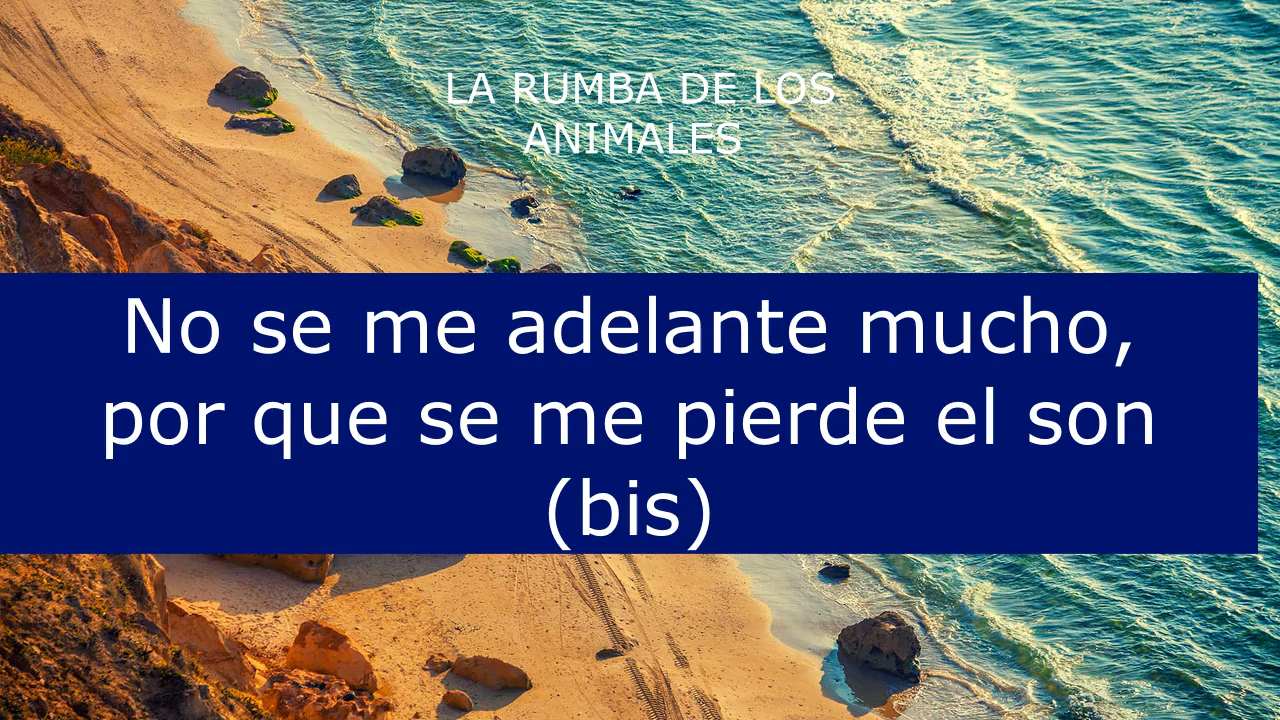 LA RUMBA DE LOS
ANIMALES
No se me adelante mucho,
por que se me pierde el son
(bis)